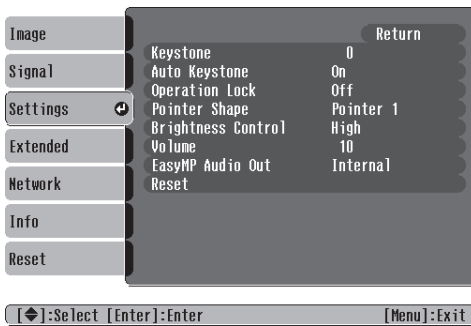 Image
Signal
Settings
Extended
Network
Info
Reset
Return
Keystone 0
Auto Keystone On
Operation Lock Off
Pointer Shape Pointer 1
Brightness Control High
Volume 10
EasyMP Audio Out Internal
Reset
[◆]:Select [Enter]:Enter [Menu]:Exit